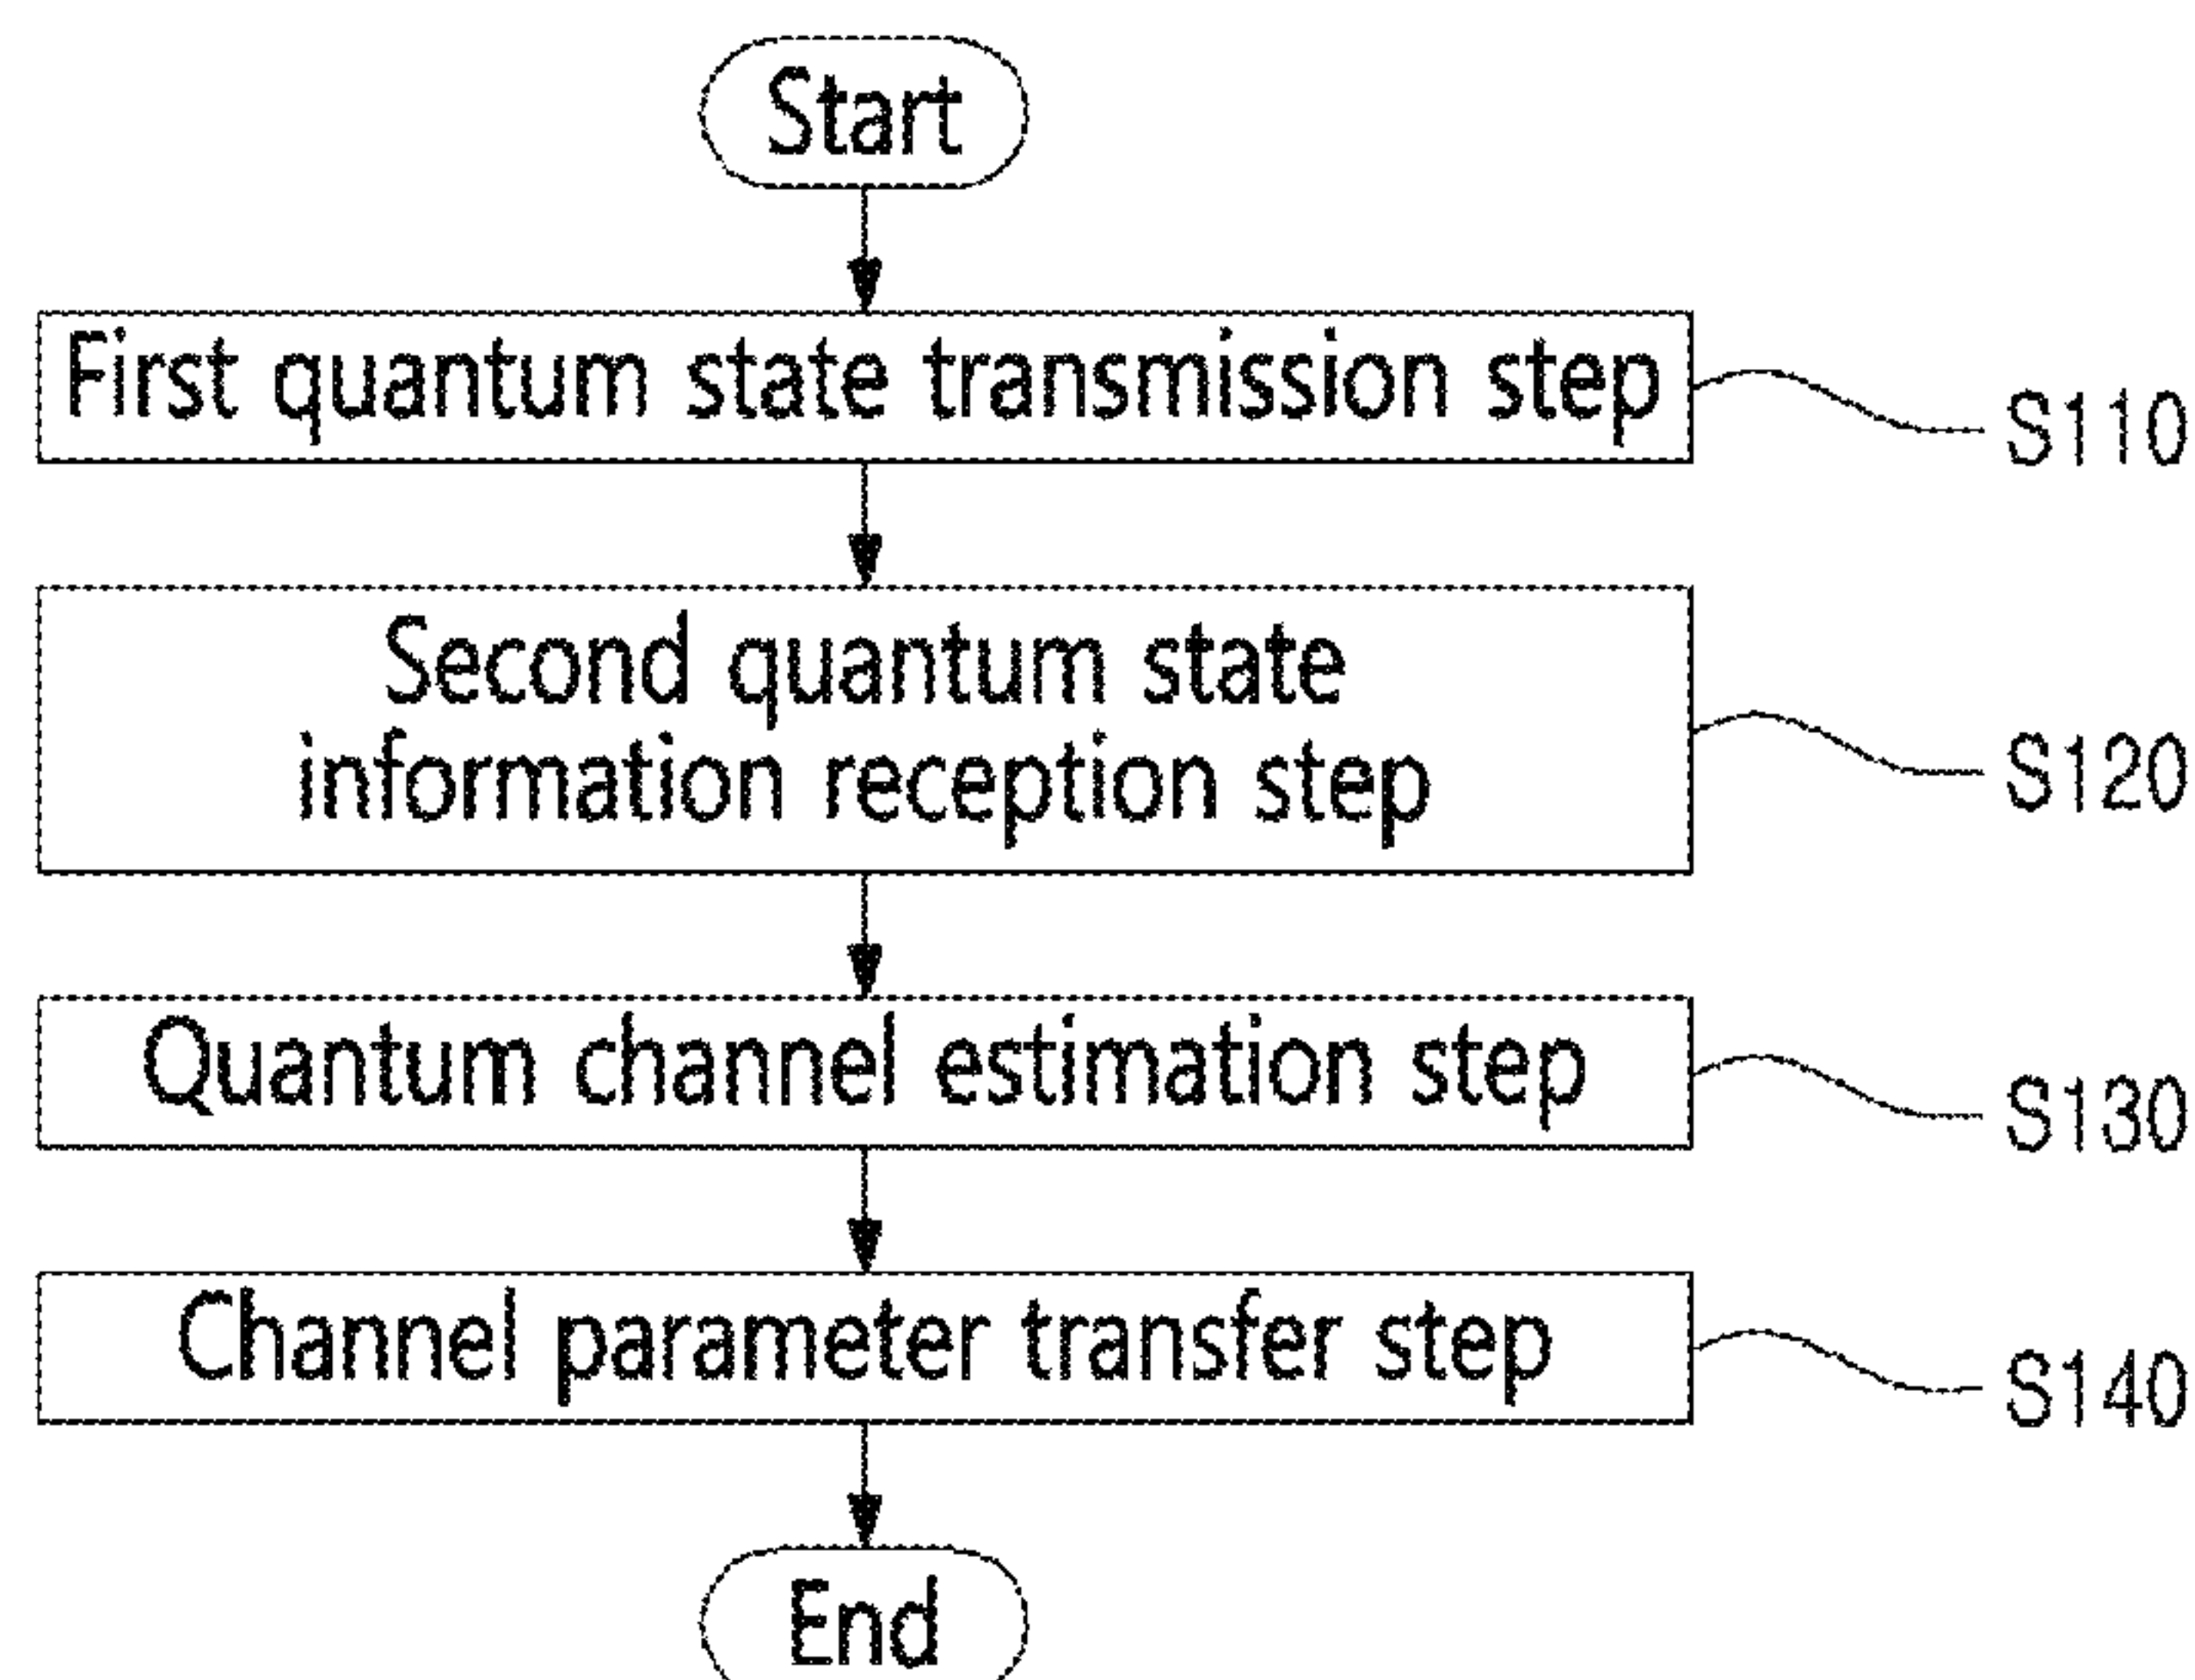 Start
First quantum state transmission step
S110
Second quantum state
information reception step
S120
Quantum channel estimation step
S130
Channel parameter transfer step
S140
End